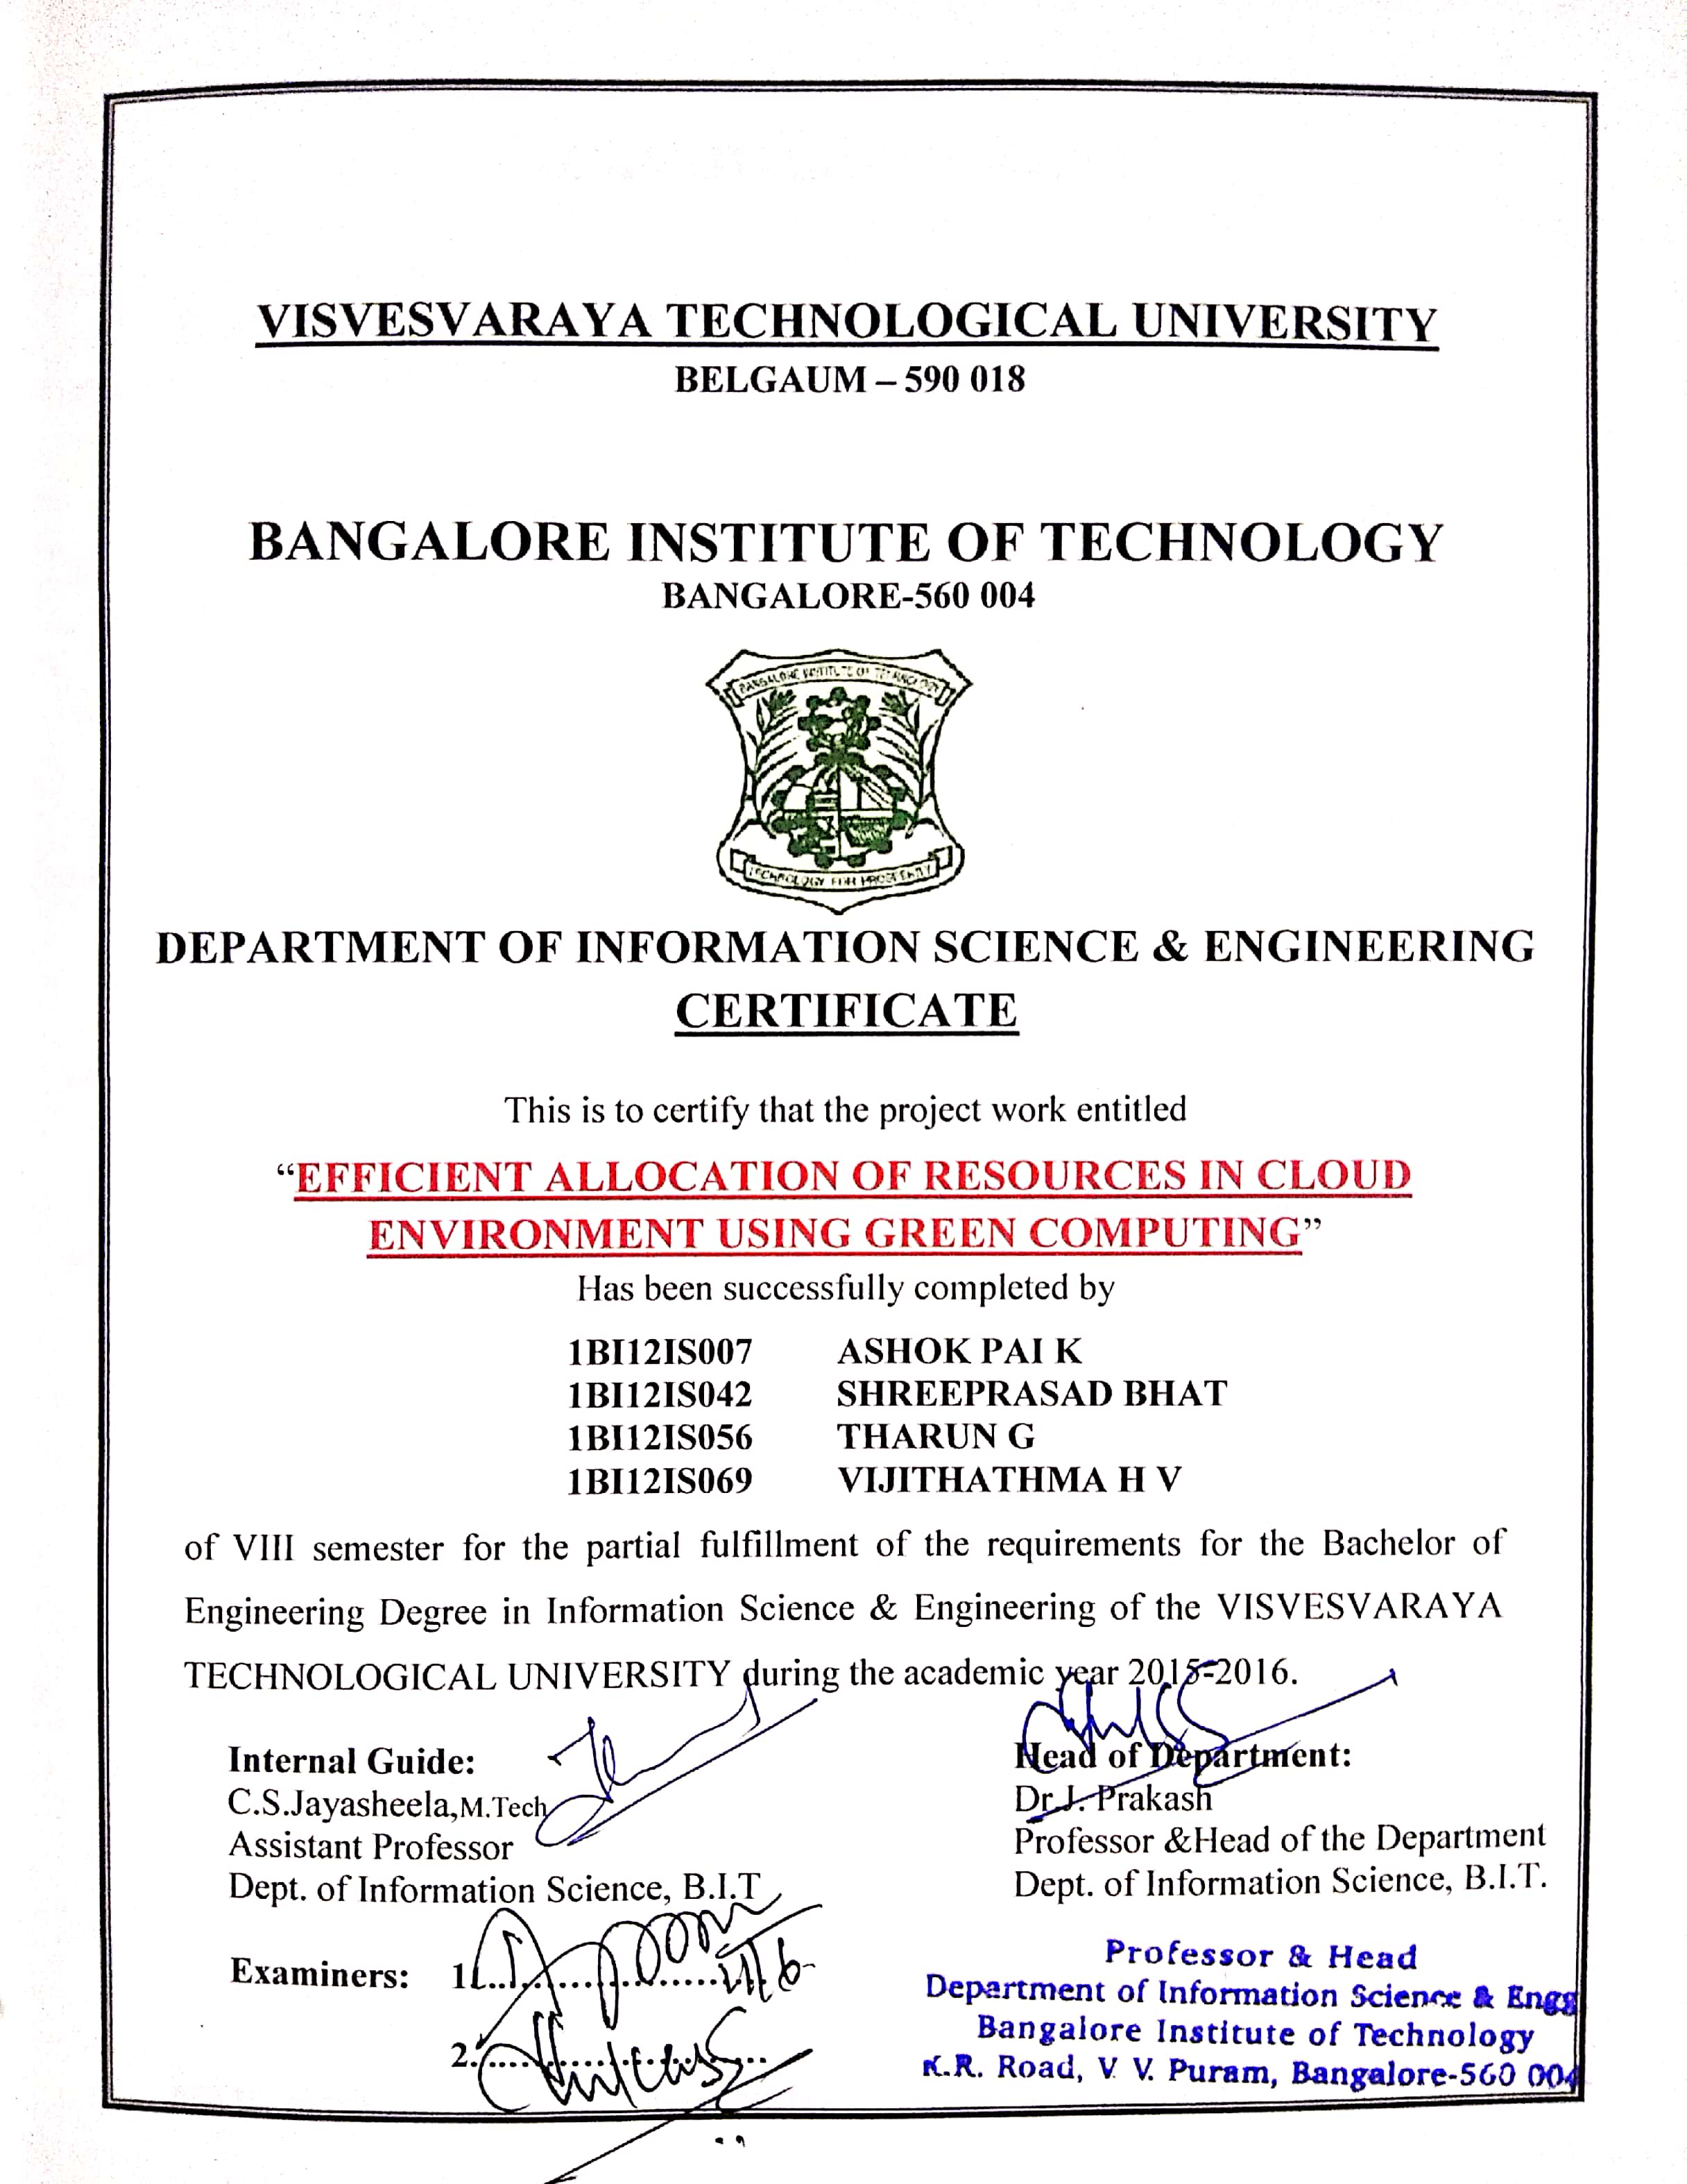 VISVESVARAYA TECHNOLOGICAL UNIVERSITY
BELGAUM – 590 018
BANGALORE INSTITUTE OF TECHNOLOGY
BANGALORE-560 004
BANGALORE INSTITUTE OF TECHNOLOGY
TECHNOLOGY FOR PROSPERITY
DEPARTMENT OF INFORMATION SCIENCE & ENGINEERING
CERTIFICATE
This is to certify that the project work entitled
“EFFICIENT ALLOCATION OF RESOURCES IN CLOUD
ENVIRONMENT USING GREEN COMPUTING”
Has been successfully completed by
1BI12IS007 ASHOK PAI K
1BI12IS042 SHREEPRASAD BHAT
1BI12IS056 THARUN G
1BI12IS069 VIJITHATHMA H V
of VIII semester for the partial fulfillment of the requirements for the Bachelor of
Engineering Degree in Information Science & Engineering of the VISVESVARAYA
TECHNOLOGICAL UNIVERSITY during the academic year 2015-2016.
Internal Guide:
C.S.Jayasheela,M.Tech
Assistant Professor
Dept. of Information Science, B.I.T
Head of Department:
Dr.J. Prakash
Professor &Head of the Department
Dept. of Information Science, B.I.T.
Examiners: 1.
2.
Professor & Head
Department of Information Science & Engg
Bangalore Institute of Technology
K.R. Road, V V. Puram, Bangalore-560 004